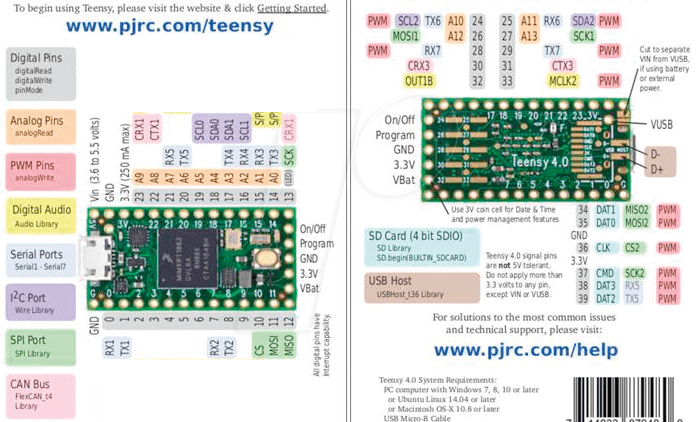 To begin using Teensy, please visit the website & click Getting Started.
www.pjrc.com/teensy
Digital Pins
digitalRead
digitalWrite
pinMode
Analog Pins
analogRead
PWM Pins
analogWrite
Digital Audio
Audio Library
Serial Ports
Serial1 - Serial7
I²C Port
Wire Library
SPI Port
SPI Library
CAN Bus
FlexCAN_t4
Library
Vin (3.6 to 5.5 volts)
GND
3.3V (250 mA max)
23 A9 CRX1
22 A8 CTX1
21 A7 RX5
20 A6 TX5
19 A5 SCL0
18 A4 SDA0
17 A3 TX4 SDA1
16 A2 RX4 SCL1
15 A1 RX3 S/P
14 A0 TX3 S/P
13 (LED) SCK CRX1
On/Off
Program
GND
3.3V
VBat
GND
0 RX1
1 TX1
2
3
4
5
6
7 RX2
8 TX2
9
10 CS
11 MOSI
12 MISO
All digital pins have
Interrupt capability.
PWM SCL2 TX6 A10 24 25 A11 RX6 SDA2 PWM
MOSI1 A12 26 27 A13 SCK1
PWM RX7 28 29 TX7 PWM
CRX3 30 31 CTX3
OUT1B 32 33 MCLK2 PWM
Cut to separate
VIN from VUSB,
if using battery
or external
power.
On/Off
Program
GND
3.3V
VBat
Teensy 4.0
VUSB
D-
D+
Use 3V coin cell for Date & Time
and power management features
SD Card (4 bit SDIO)
SD Library
SD.begin(BUILTIN_SDCARD)
USB Host
USBHost_t36 Library
Teensy 4.0 signal pins
are not 5V tolerant.
Do not apply more than
3.3 volts to any pin,
except VIN or VUSB.
34 DAT1 MISO2 PWM
35 DAT0 MOSI2 PWM
GND
36 CLK CS2 PWM
3.3V
37 CMD SCK2 PWM
38 DAT3 RX5 PWM
39 DAT2 TX5 PWM
For solutions to the most common issues
and technical support, please visit:
www.pjrc.com/help
Teensy 4.0 System Requirements:
PC computer with Windows 7, 8, 10 or later
or Ubuntu Linux 14.04 or later
or Macintosh OS-X 10.8 or later
USB Micro-B Cable